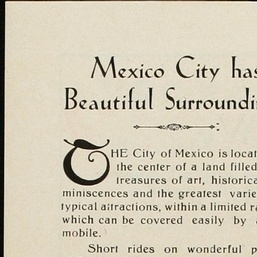 Mexico City has
Beautiful Surroundi
THE City of Mexico is locat
the center of a land filled
treasures of art, historica
miniscences and the greatest varie
typical attractions, within a limited ra
which can be covered easily by
mobile.
Short rides on wonderful p